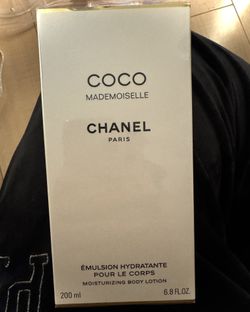 COCO
MADEMOISELLE
CHANEL
PARIS
ÉMULSION HYDRATANTE
POUR LE CORPS
MOISTURIZING BODY LOTION
200 ml 6.8 FL.OZ.